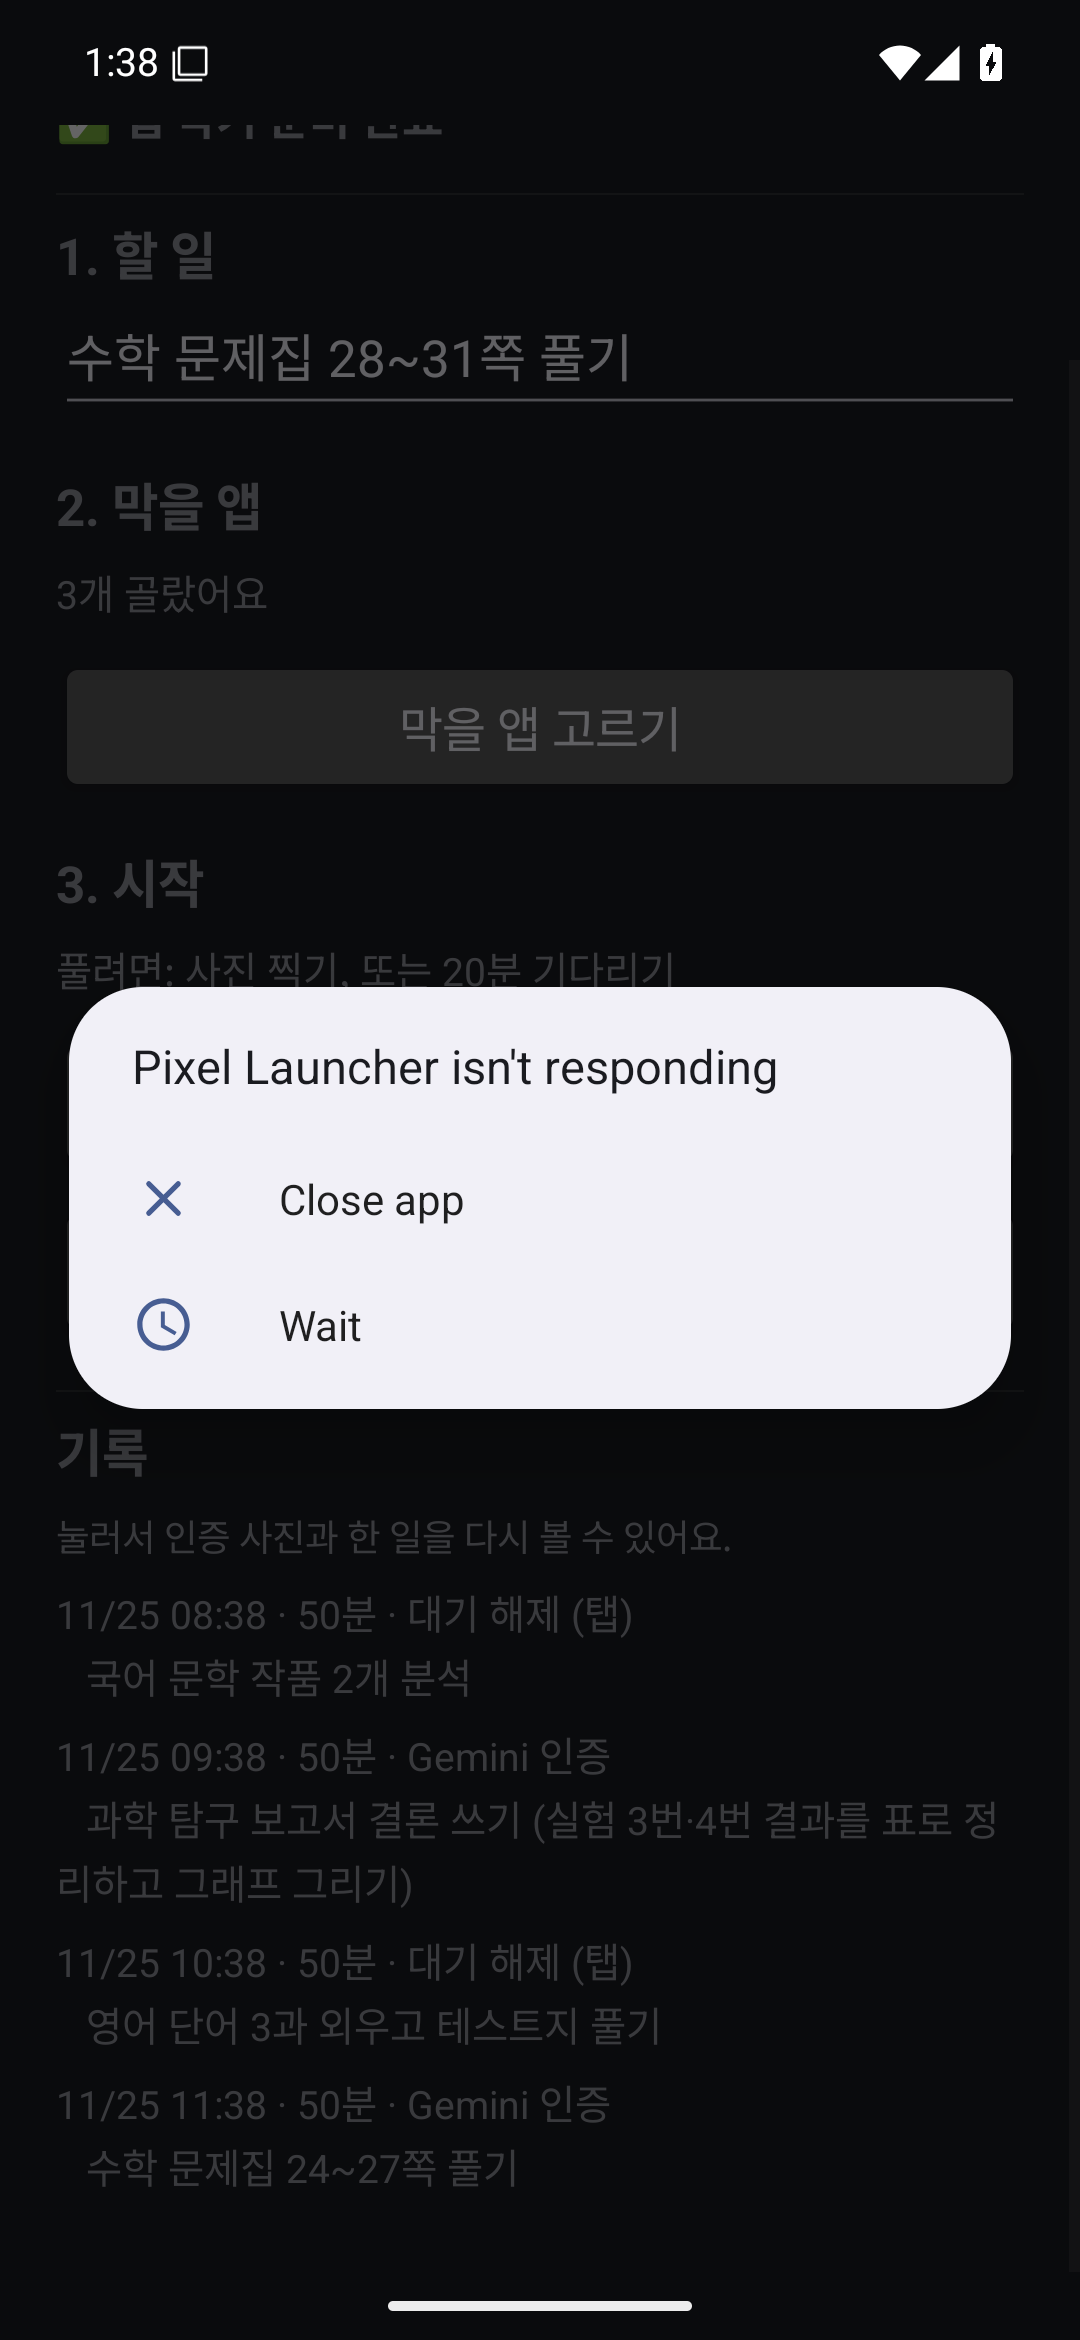 1:38
1. 할 일
수학 문제집 28~31쪽 풀기
2. 막을 앱
3개 골랐어요
막을 앱 고르기
3. 시작
풀려면: 사진 찍기, 또는 20분 기다리기
Pixel Launcher isn't responding
Close app
Wait
기록
눌러서 인증 사진과 한 일을 다시 볼 수 있어요.
11/25 08:38 · 50분 · 대기 해제 (탭)
국어 문학 작품 2개 분석
11/25 09:38 · 50분 · Gemini 인증
과학 탐구 보고서 결론 쓰기 (실험 3번·4번 결과를 표로 정
리하고 그래프 그리기)
11/25 10:38 · 50분 · 대기 해제 (탭)
영어 단어 3과 외우고 테스트지 풀기
11/25 11:38 · 50분 · Gemini 인증
수학 문제집 24~27쪽 풀기